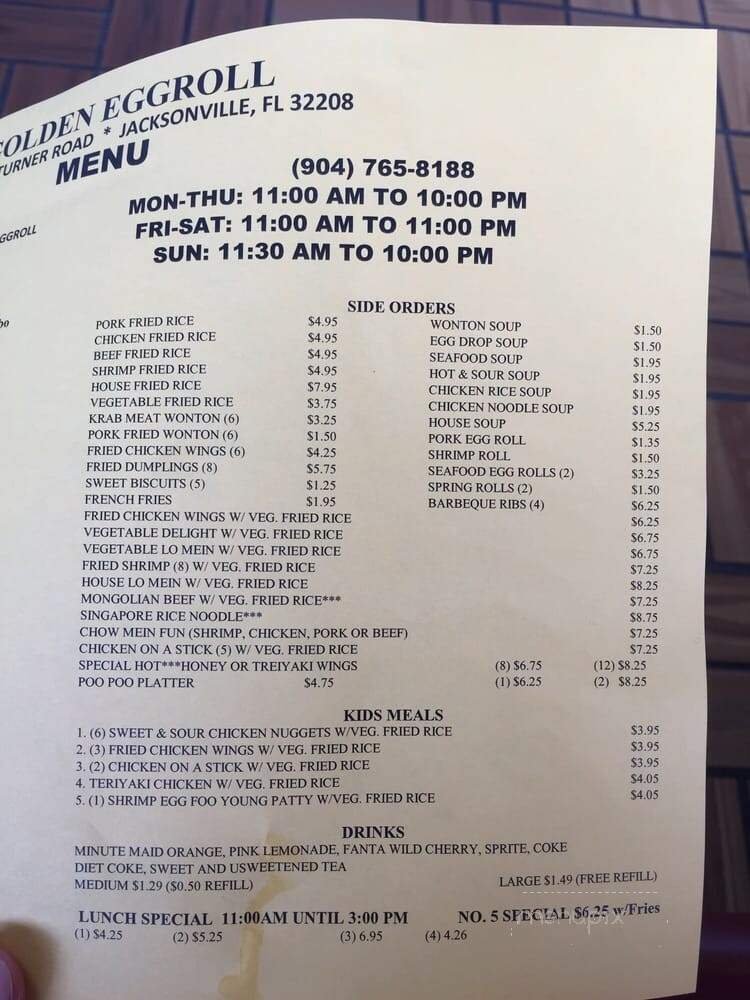 GOLDEN EGGROLL
TURNER ROAD * JACKSONVILLE, FL 32208
MENU
(904) 765-8188
MON-THU: 11:00 AM TO 10:00 PM
FRI-SAT: 11:00 AM TO 11:00 PM
SUN: 11:30 AM TO 10:00 PM
GGROLL
SIDE ORDERS
PORK FRIED RICE $4.95 WONTON SOUP $1.50
CHICKEN FRIED RICE $4.95 EGG DROP SOUP $1.50
BEEF FRIED RICE $4.95 SEAFOOD SOUP $1.95
SHRIMP FRIED RICE $4.95 HOT & SOUR SOUP $1.95
HOUSE FRIED RICE $7.95 CHICKEN RICE SOUP $1.95
VEGETABLE FRIED RICE $3.75 CHICKEN NOODLE SOUP $1.95
KRAB MEAT WONTON (6) $3.25 HOUSE SOUP $5.25
PORK FRIED WONTON (6) $1.50 PORK EGG ROLL $1.35
FRIED CHICKEN WINGS (6) $4.25 SHRIMP ROLL $1.50
FRIED DUMPLINGS (8) $5.75 SEAFOOD EGG ROLLS (2) $3.25
SWEET BISCUITS (5) $1.25 SPRING ROLLS (2) $1.50
FRENCH FRIES $1.95 BARBEQUE RIBS (4) $6.25
FRIED CHICKEN WINGS W/ VEG. FRIED RICE $6.25
VEGETABLE DELIGHT W/ VEG. FRIED RICE $6.75
VEGETABLE LO MEIN W/ VEG. FRIED RICE $6.75
FRIED SHRIMP (8) W/ VEG. FRIED RICE $7.25
HOUSE LO MEIN W/ VEG. FRIED RICE $8.25
MONGOLIAN BEEF W/ VEG. FRIED RICE*** $7.25
SINGAPORE RICE NOODLE*** $8.75
CHOW MEIN FUN (SHRIMP, CHICKEN, PORK OR BEEF) $7.25
CHICKEN ON A STICK (5) W/ VEG. FRIED RICE $7.25
SPECIAL HOT***HONEY OR TREIYAKI WINGS (8) $6.75 (12) $8.25
POO POO PLATTER $4.75 (1) $6.25 (2) $8.25
KIDS MEALS
1. (6) SWEET & SOUR CHICKEN NUGGETS W/VEG. FRIED RICE $3.95
2. (3) FRIED CHICKEN WINGS W/ VEG. FRIED RICE $3.95
3. (2) CHICKEN ON A STICK W/ VEG. FRIED RICE $3.95
4. TERIYAKI CHICKEN W/ VEG. FRIED RICE $4.05
5. (1) SHRIMP EGG FOO YOUNG PATTY W/VEG. FRIED RICE $4.05
DRINKS
MINUTE MAID ORANGE, PINK LEMONADE, FANTA WILD CHERRY, SPRITE, COKE
DIET COKE, SWEET AND USWEETENED TEA
MEDIUM $1.29 ($0.50 REFILL) LARGE $1.49 (FREE REFILL)
LUNCH SPECIAL 11:00AM UNTIL 3:00 PM NO. 5 SPECIAL $6.25 w/Fries
(1) $4.25 (2) $5.25 (3) 6.95 (4) 4.26
menupix